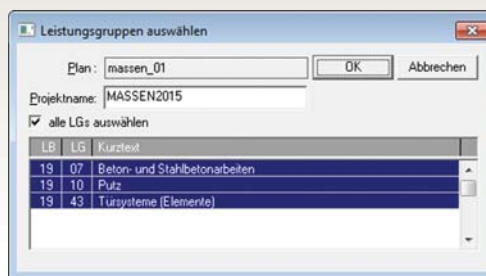 Leistungsgruppen auswählen
Plan: massen_01
OK
Abbrechen
Projektname: MASSEN2015
alle LGs auswählen
LB LG Kurztext
19 07 Beton- und Stahlbetonarbeiten
19 10 Putz
19 43 Türsysteme (Elemente)